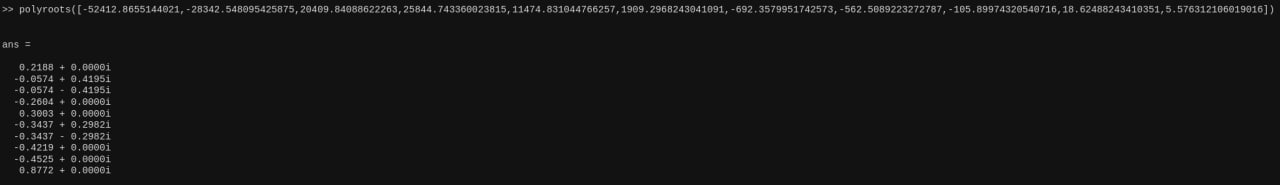 >> polyroots([-52412.8655144021,-28342.548095425875,20409.84088622263,25844.743360023815,11474.831044766257,1909.2968243041091,-692.3579951742573,-562.5089223272787,-105.89974320540716,18.62488243410351,5.576312106019016])
ans =
0.2188 + 0.0000i
-0.0574 + 0.4195i
-0.0574 - 0.4195i
-0.2604 + 0.0000i
0.3003 + 0.0000i
-0.3437 + 0.2982i
-0.3437 - 0.2982i
-0.4219 + 0.0000i
-0.4525 + 0.0000i
0.8772 + 0.0000i